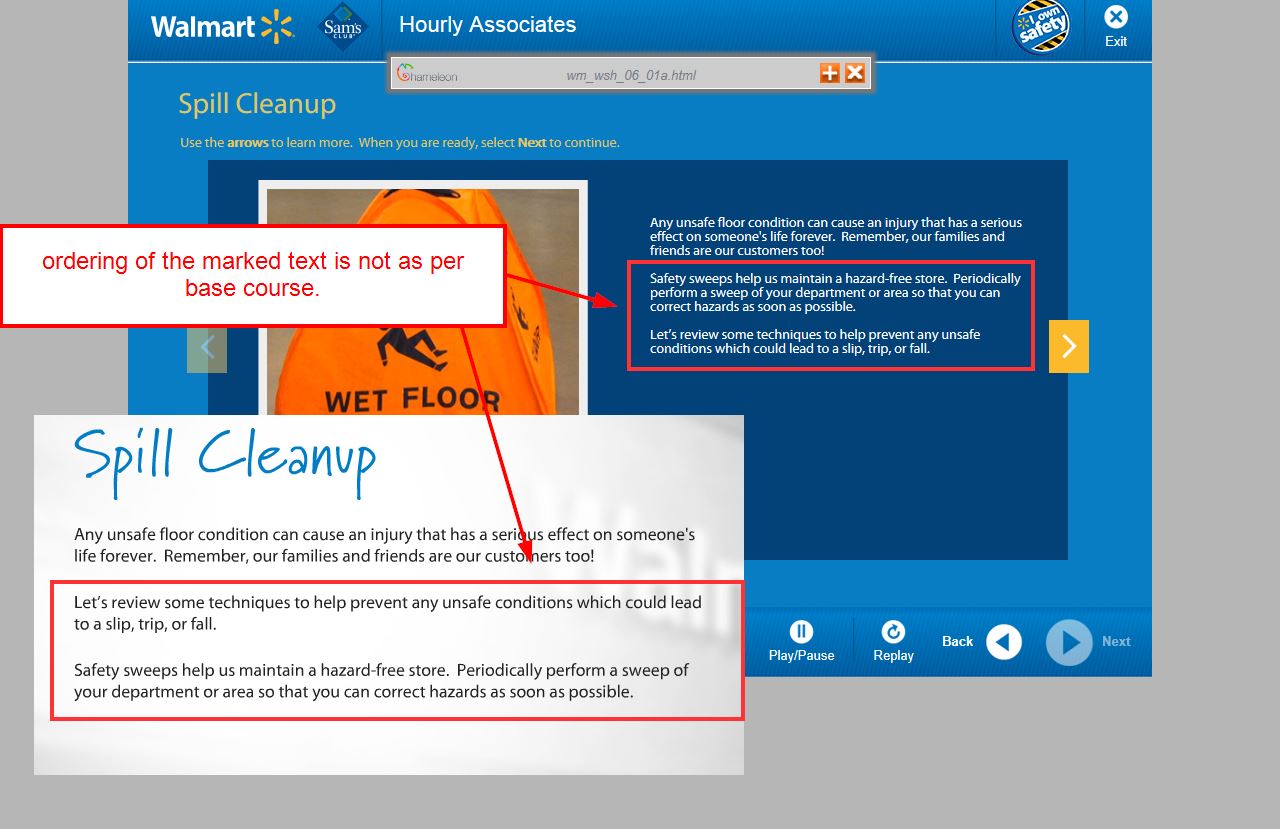 Walmart
Sam's
CLUB
Hourly Associates
I own
safety
Exit
Chameleon
wm_wsh_06_01a.html
Spill Cleanup
Use the arrows to learn more.  When you are ready, select Next to continue.
Any unsafe floor condition can cause an injury that has a serious
effect on someone's life forever.  Remember, our families and
friends are our customers too!
Safety sweeps help us maintain a hazard-free store.  Periodically
perform a sweep of your department or area so that you can
correct hazards as soon as possible.
Let’s review some techniques to help prevent any unsafe
conditions which could lead to a slip, trip, or fall.
ordering of the marked text is not as per
base course.
WET FLOOR
Spill Cleanup
Any unsafe floor condition can cause an injury that has a serious effect on someone's
life forever.  Remember, our families and friends are our customers too!
Let’s review some techniques to help prevent any unsafe conditions which could lead
to a slip, trip, or fall.
Safety sweeps help us maintain a hazard-free store.  Periodically perform a sweep of
your department or area so that you can correct hazards as soon as possible.
Play/Pause
Replay
Back
Next